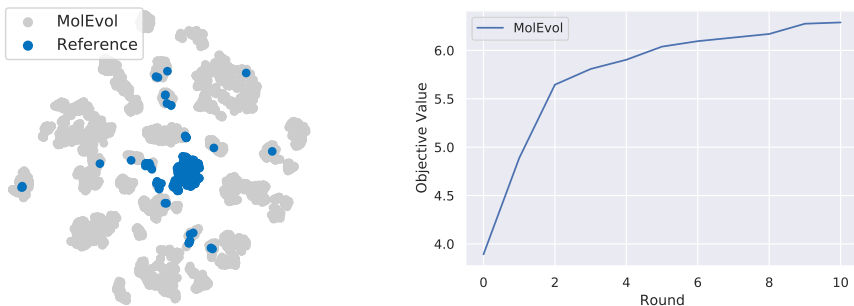 MolEvol
Reference
MolEvol
Objective Value
6.0
5.5
5.0
4.5
4.0
0 2 4 6 8 10
Round